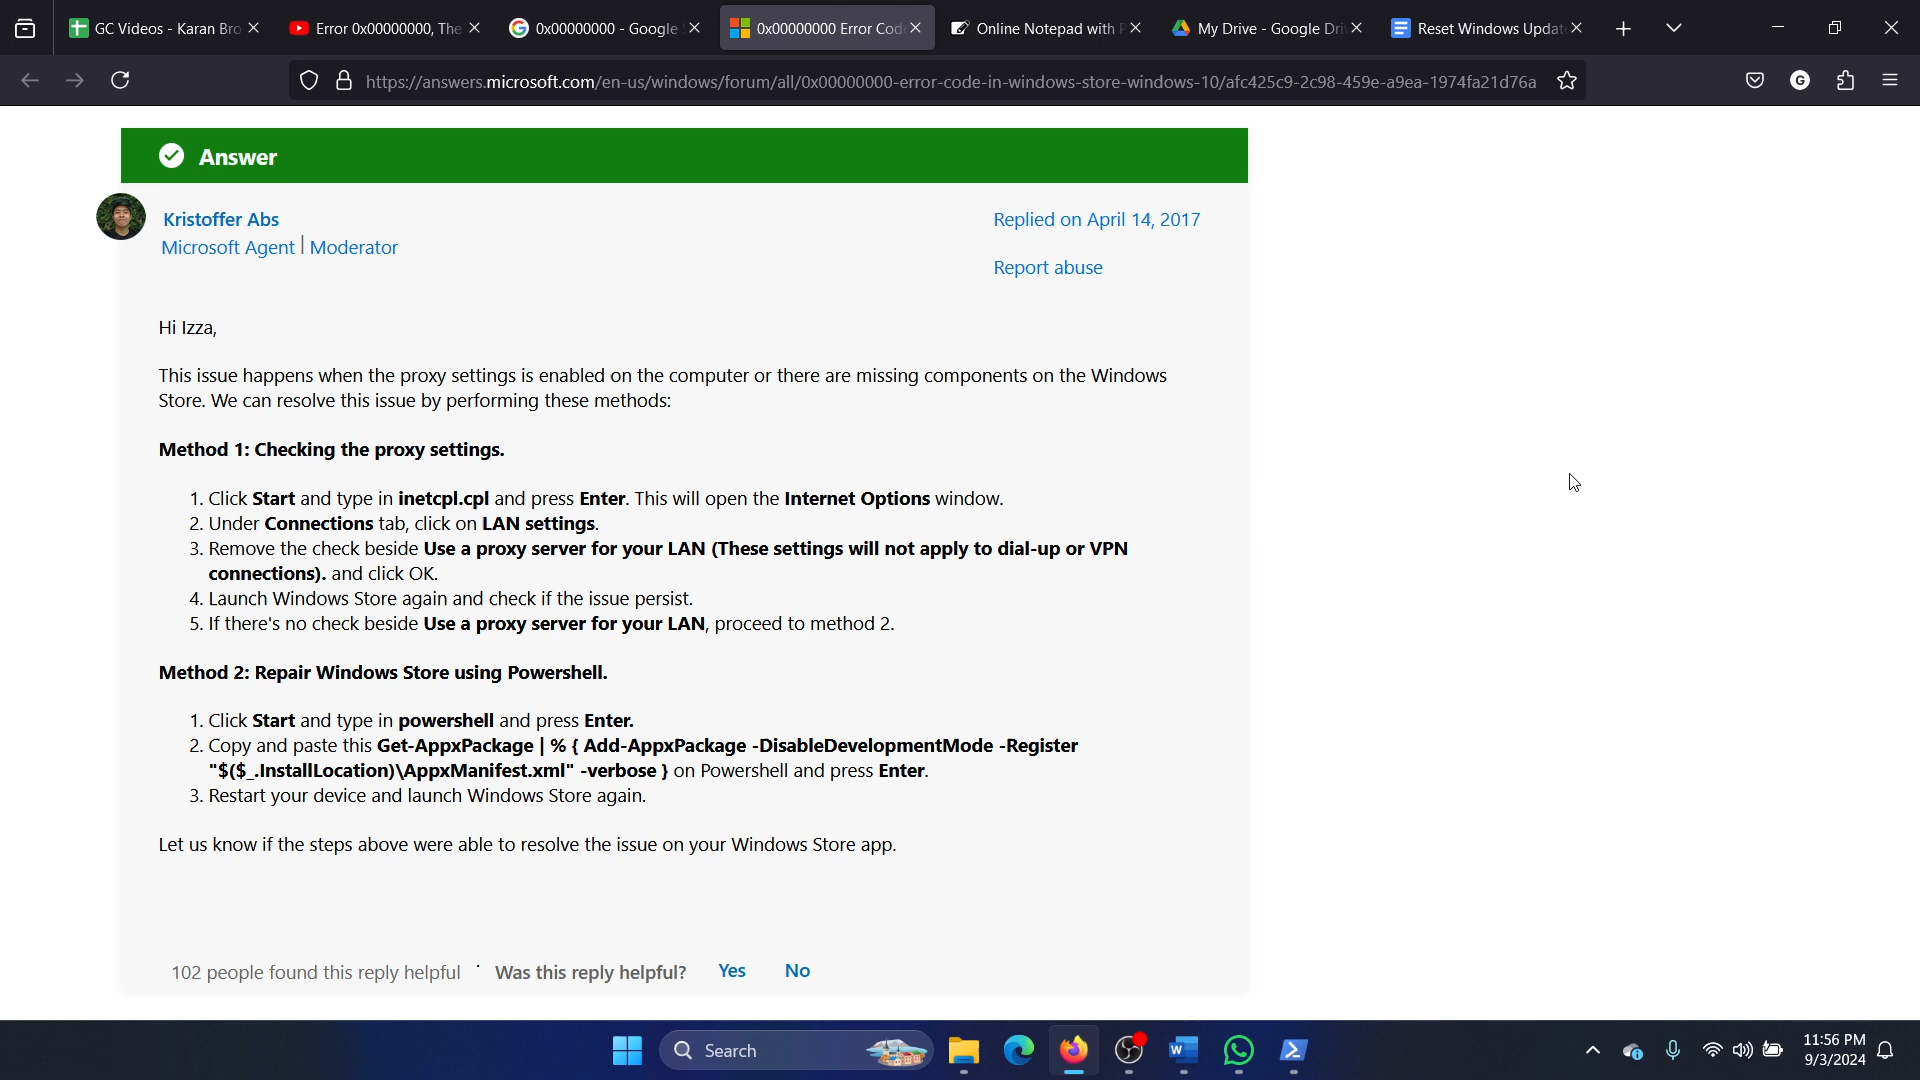 GC Videos - Karan Bro
Error 0x00000000, The
0x00000000 - Google S
0x00000000 Error Code
Online Notepad with F
My Drive - Google Driv
Reset Windows Update
https://answers.microsoft.com/en-us/windows/forum/all/0x00000000-error-code-in-windows-store-windows-10/afc425c9-2c98-459e-a9ea-1974fa21d76a
G
Answer
Kristoffer Abs
Replied on April 14, 2017
Microsoft Agent | Moderator
Report abuse
Hi Izza,
This issue happens when the proxy settings is enabled on the computer or there are missing components on the Windows
Store. We can resolve this issue by performing these methods:
Method 1: Checking the proxy settings.
1. Click Start and type in inetcpl.cpl and press Enter. This will open the Internet Options window.
2. Under Connections tab, click on LAN settings.
3. Remove the check beside Use a proxy server for your LAN (These settings will not apply to dial-up or VPN
connections). and click OK.
4. Launch Windows Store again and check if the issue persist.
5. If there's no check beside Use a proxy server for your LAN, proceed to method 2.
Method 2: Repair Windows Store using Powershell.
1. Click Start and type in powershell and press Enter.
2. Copy and paste this Get-AppxPackage | % { Add-AppxPackage -DisableDevelopmentMode -Register
"$($_.InstallLocation)\AppxManifest.xml" -verbose } on Powershell and press Enter.
3. Restart your device and launch Windows Store again.
Let us know if the steps above were able to resolve the issue on your Windows Store app.
102 people found this reply helpful · Was this reply helpful? Yes No
Search
11:56 PM
9/3/2024